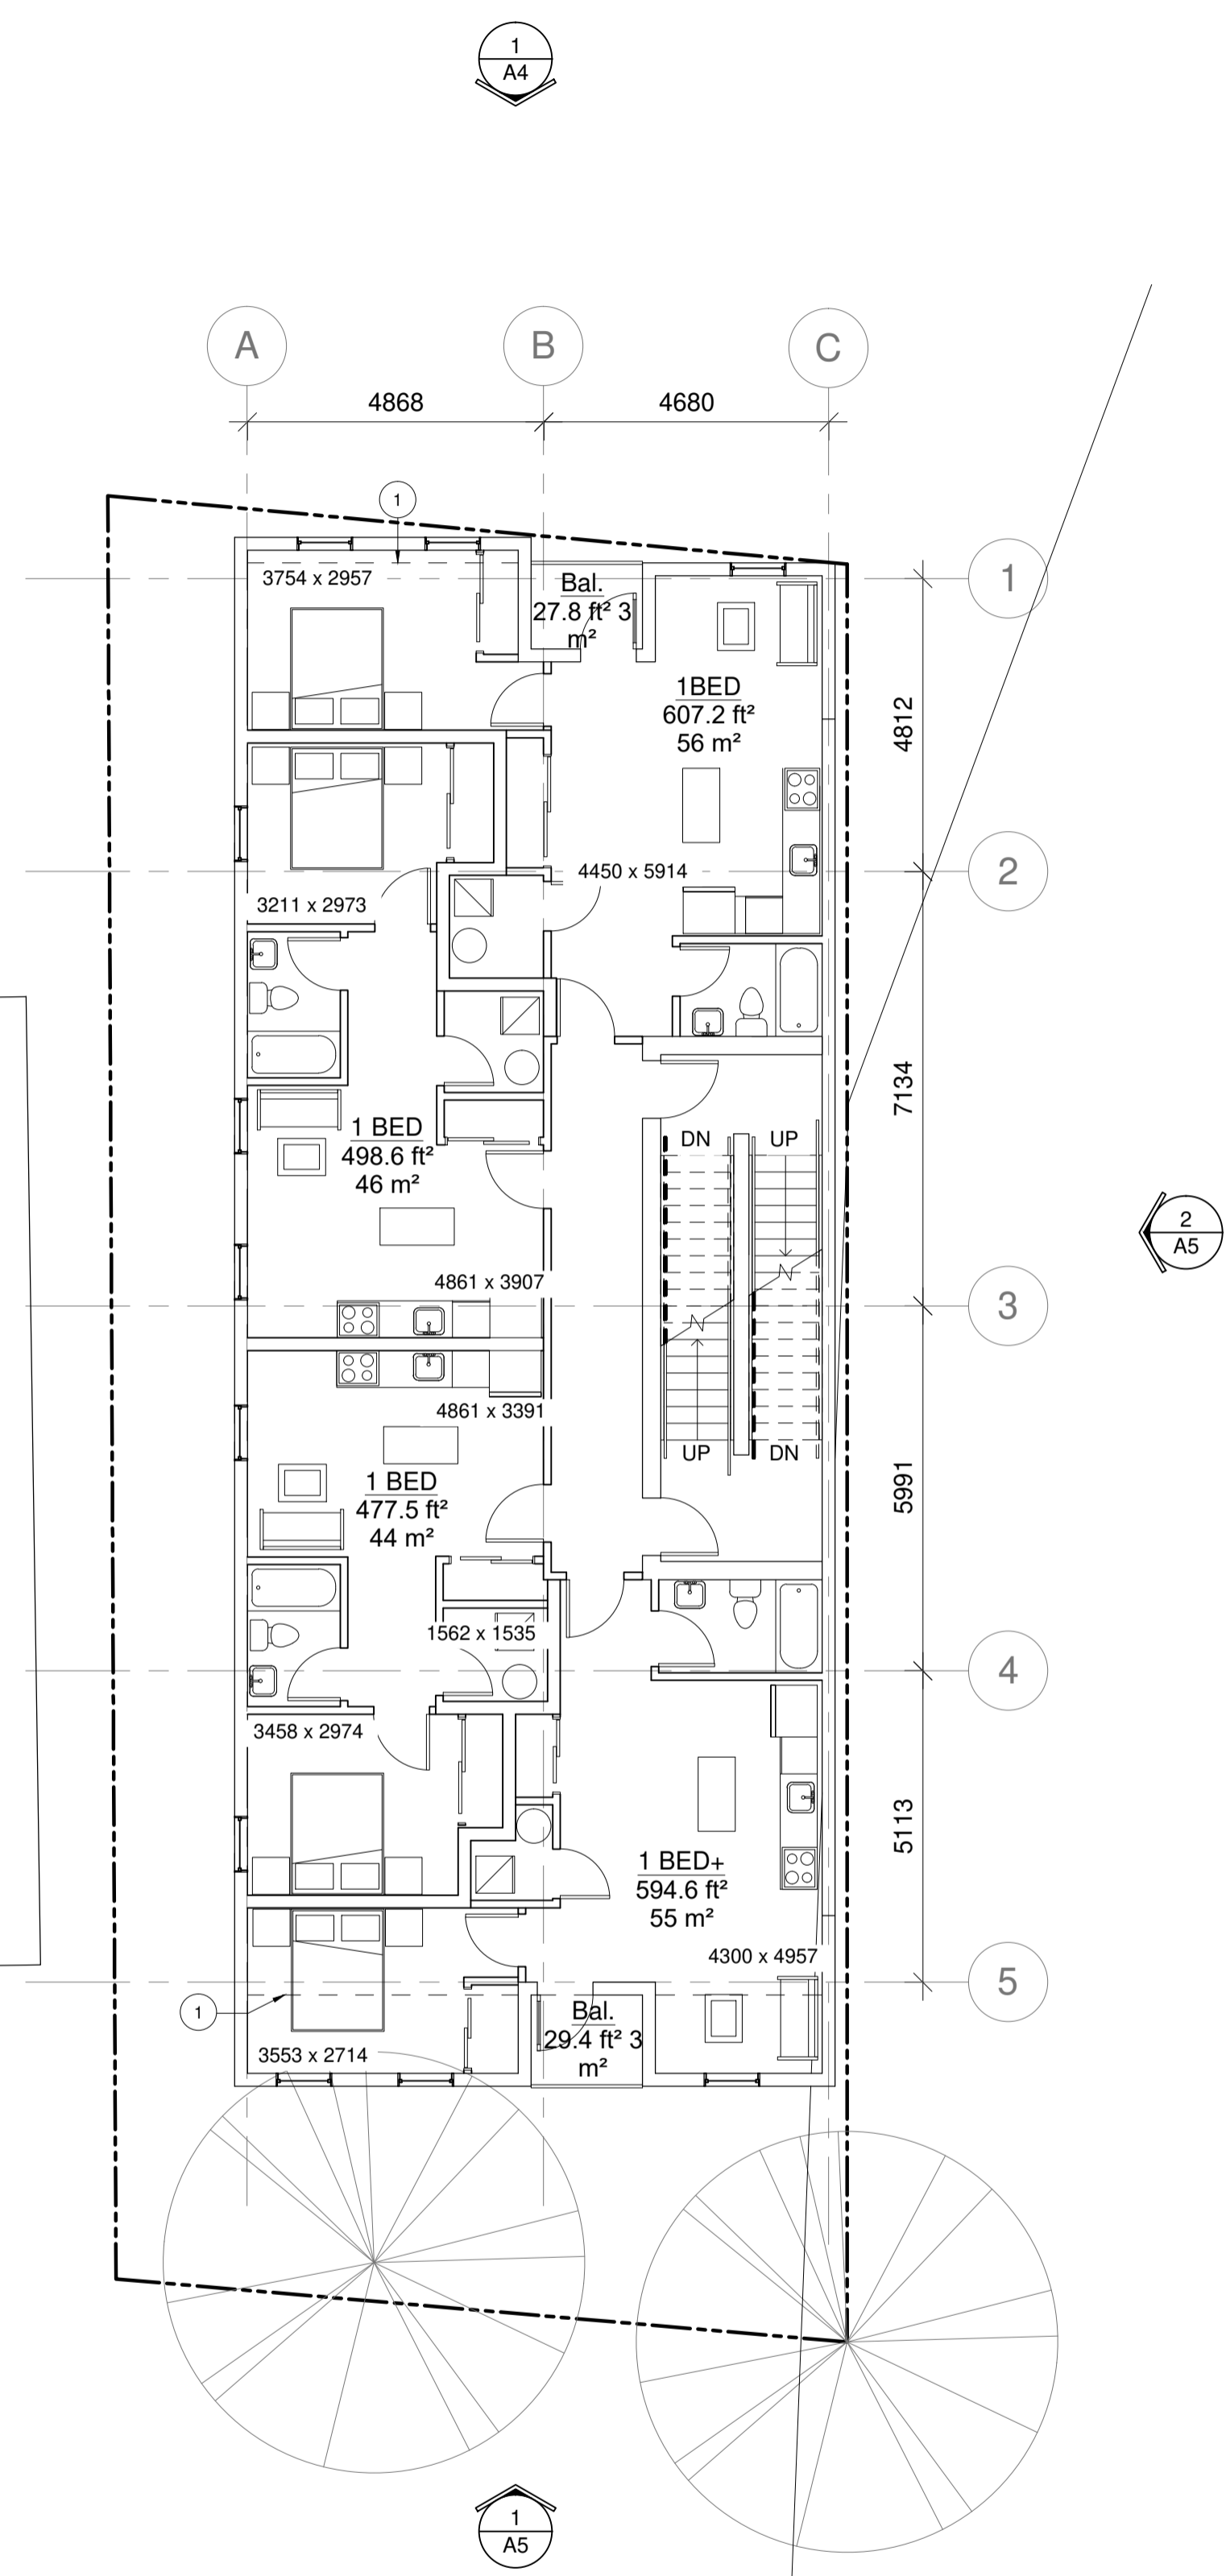 1
A4
A
B
C
4868
4680
1
3754 x 2957
Bal.
27.8 ft² 3
m²
1
1BED
607.2 ft²
56 m²
4812
4450 x 5914
2
3211 x 2973
7134
1 BED
498.6 ft²
46 m²
DN
UP
2
A5
4861 x 3907
3
4861 x 3391
UP
DN
1 BED
477.5 ft²
44 m²
5991
1562 x 1535
4
3458 x 2974
5113
1 BED+
594.6 ft²
55 m²
4300 x 4957
5
1
Bal.
29.4 ft² 3
m²
3553 x 2714
1
A5